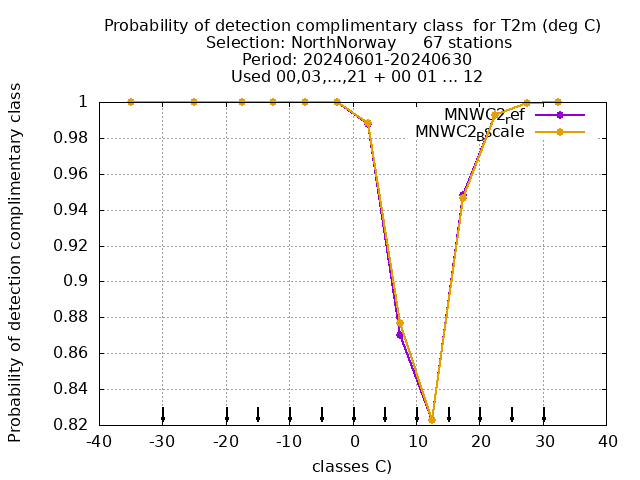 Probability of detection complimentary class  for T2m (deg C)
Selection: NorthNorway     67 stations
Period: 20240601-20240630
Used 00,03,...,21 + 00 01 ... 12
Probability of detection complimentary class
1
0.98
0.96
0.94
0.92
0.9
0.88
0.86
0.84
0.82
MNWC2ref
MNWC2Bscale
-40 -30 -20 -10 0 10 20 30 40
classes C)